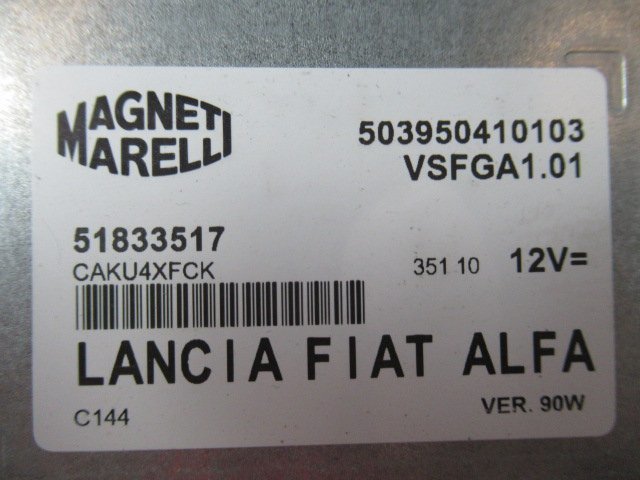 MAGNETI
MARELLI
503950410103
VSFGA1.01
51833517
CAKU4XFCK
351 10 12V=
LANCIA FIAT ALFA
C144 VER. 90W